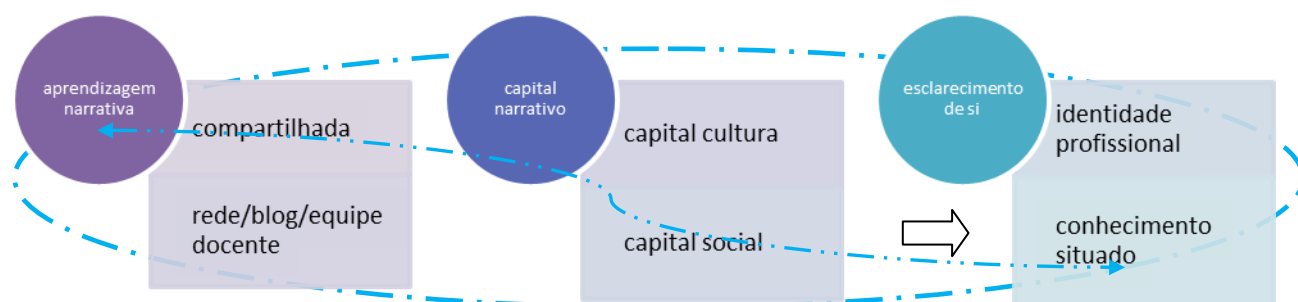 aprendizagem
narrativa
compartilhada
rede/blog/equipe
docente
capital
narrativo
capital cultura
capital social
esclarecimento
de si
identidade
profissional
conhecimento
situado